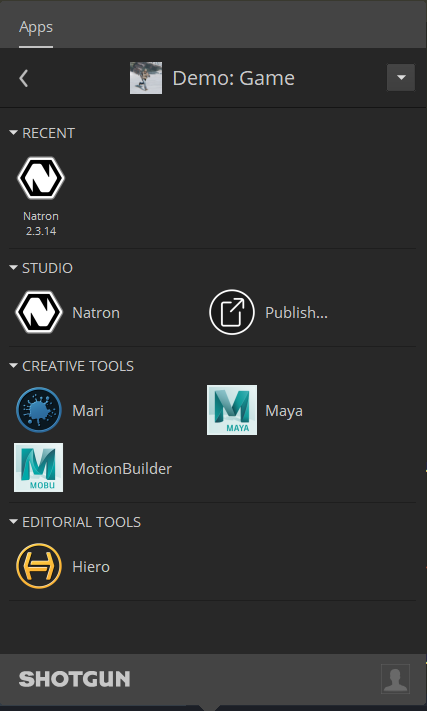 Apps
Demo: Game
RECENT
Natron
2.3.14
STUDIO
Natron
Publish...
CREATIVE TOOLS
Mari
MAYA
Maya
MOBU
MotionBuilder
EDITORIAL TOOLS
Hiero
SHOTGUN